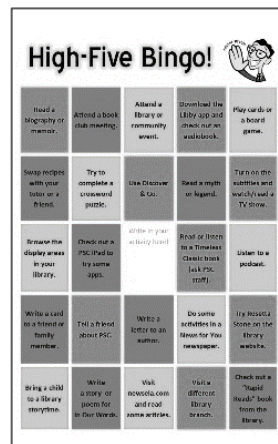 High-Five Bingo!
Read a
biography or
memoir.
Attend a book
club meeting.
Attend a
library or
community
event.
Download the
Libby app and
check out an
audiobook.
Play cards or
a board
game.
Swap recipes
with your
tutor or a
friend.
Try to
complete a
crossword
puzzle.
Use Discover
& Go.
Read a myth
or legend.
Turn on the
subtitles and
watch/read a
TV show.
Browse the
display areas
in your
library.
Check out a
PSC iPad to
try some
apps.
Write in your
activity here!
Read or listen
to a Timeless
Classic book
(ask PSC
staff).
Listen to a
podcast.
Write a card
to a friend or
family
member.
Tell a friend
about PSC.
Write a
letter to an
author.
Do some
activities in a
News for You
newspaper.
Try Rosetta
Stone on the
library
website.
Bring a child
to a library
storytime.
Write
a story or
poem for
In Our Words.
Visit
newsela.com
and read
some articles.
Visit a
different
library
branch.
Check out a
"Rapid
Reads" book
from the
library.